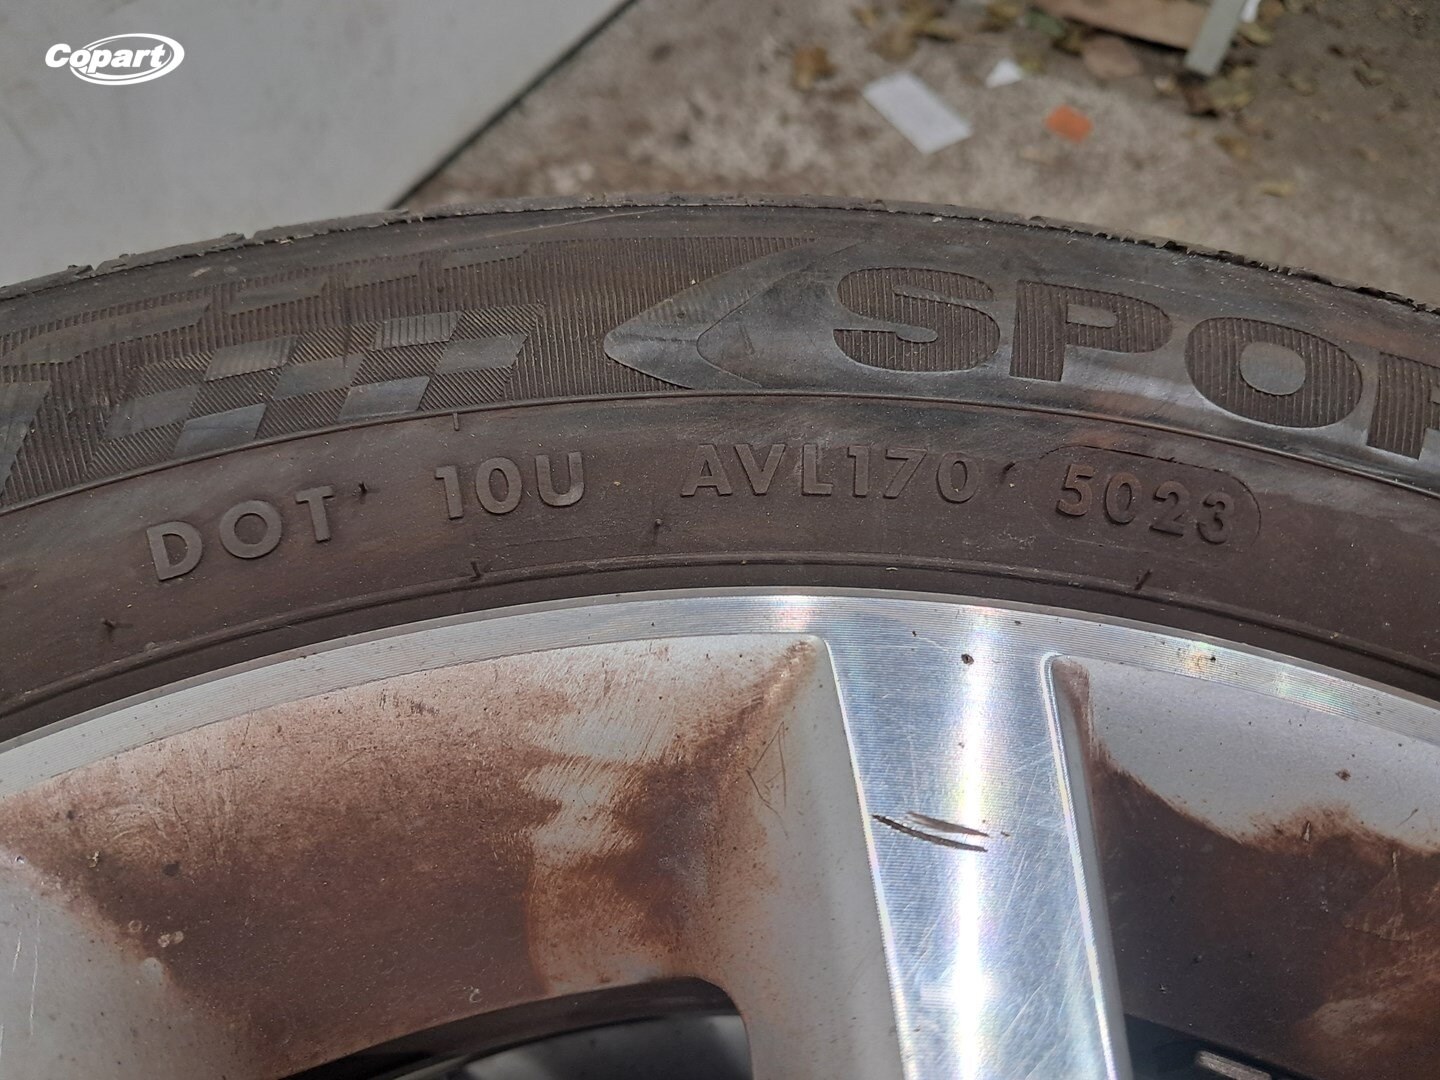 Copart
SPOR
DOT 10U AVL170 5023